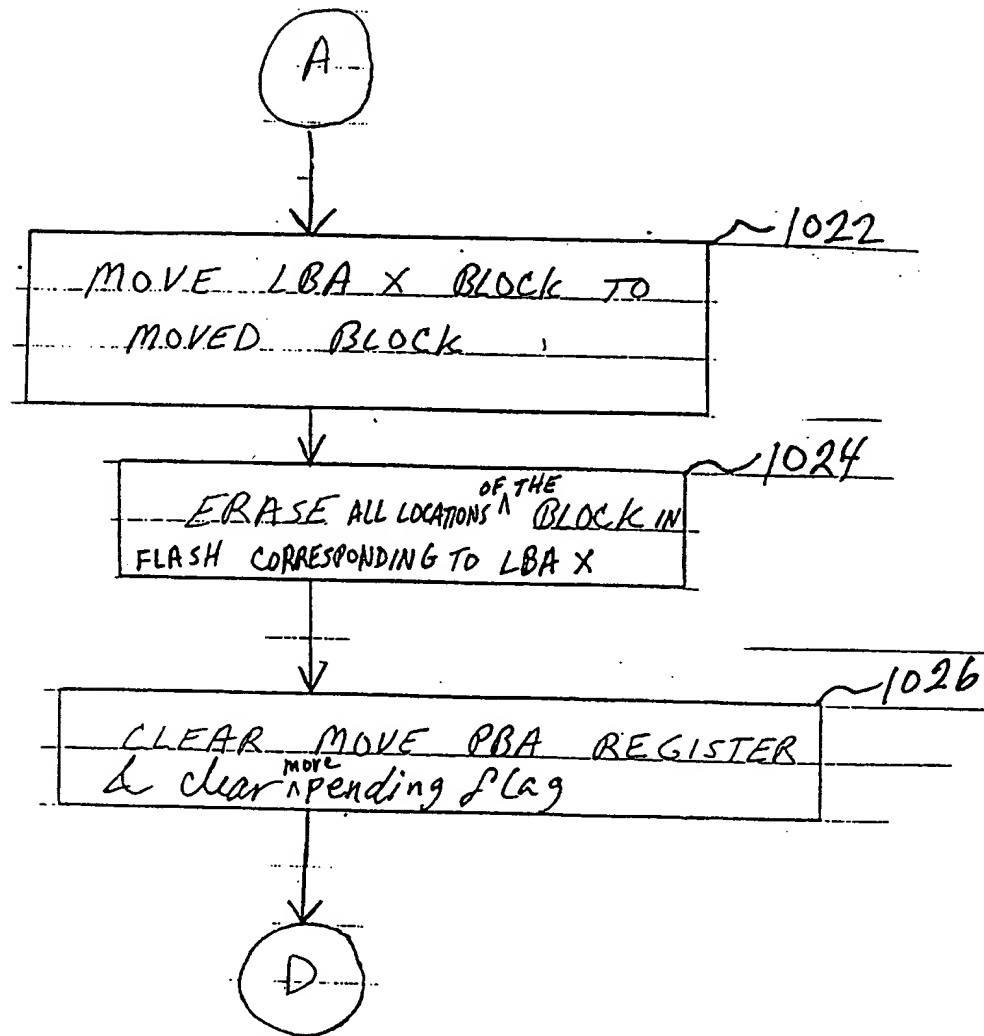 A
1022
MOVE LBA X BLOCK TO
MOVED BLOCK
1024
ERASE ALL LOCATIONS OF THE BLOCK IN
FLASH CORRESPONDING TO LBA X
1026
CLEAR MOVE PBA REGISTER
& clear move pending flag
D